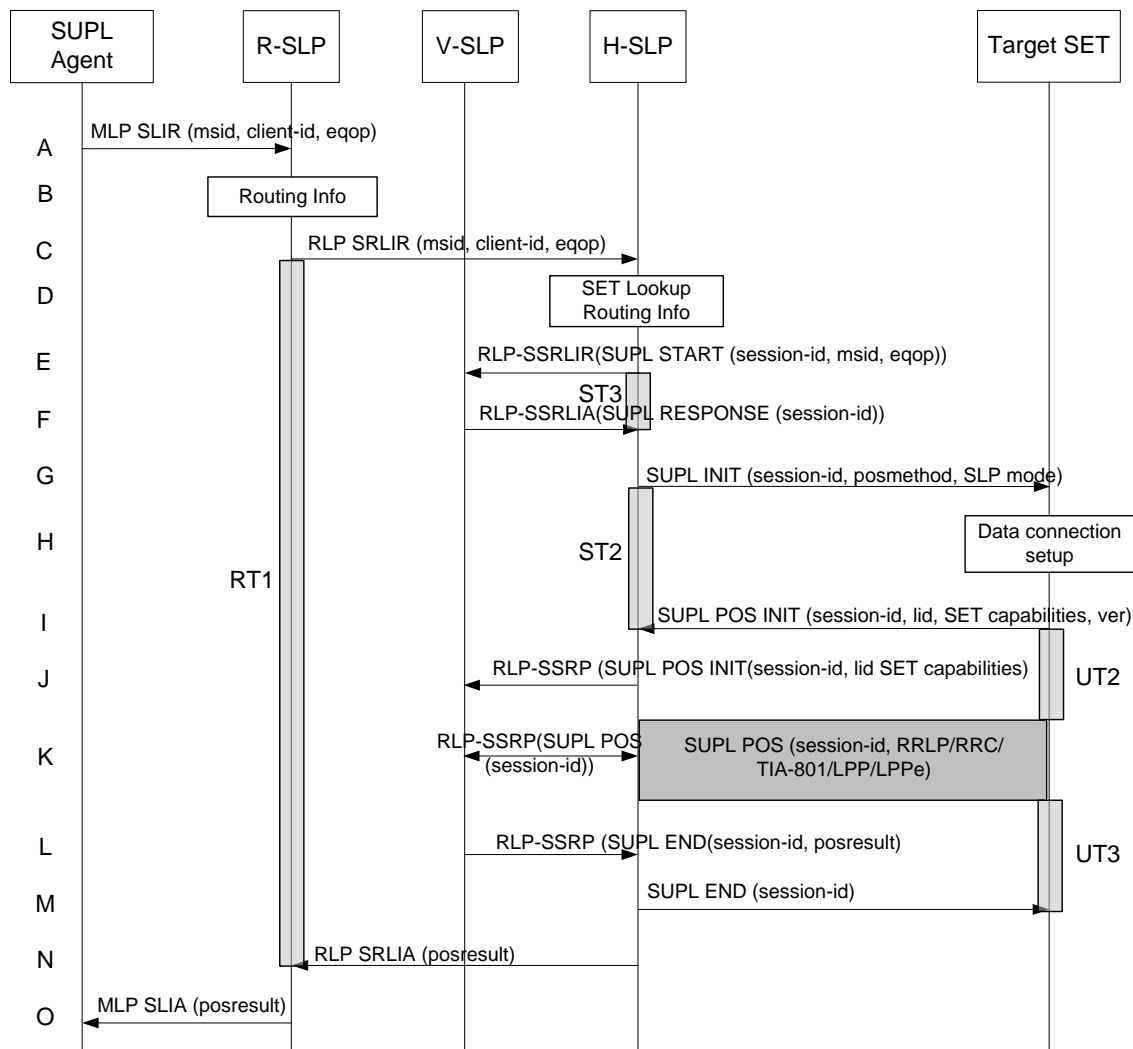 SUPL
Agent
R-SLP
V-SLP
H-SLP
Target SET
A
MLP SLIR (msid, client-id, eqop)
B
Routing Info
C
RLP SRLIR (msid, client-id, eqop)
D
SET Lookup
Routing Info
E
RLP-SSRLIR(SUPL START (session-id, msid, eqop))
ST3
F
RLP-SSRLIA(SUPL RESPONSE (session-id))
G
SUPL INIT (session-id, posmethod, SLP mode)
H
Data connection
setup
ST2
RT1
I
SUPL POS INIT (session-id, lid, SET capabilities, ver)
J
RLP-SSRP (SUPL POS INIT(session-id, lid SET capabilities)
UT2
K
RLP-SSRP(SUPL POS
(session-id))
SUPL POS (session-id, RRLP/RRC/
TIA-801/LPP/LPPe)
L
RLP-SSRP (SUPL END(session-id, posresult)
UT3
M
SUPL END (session-id)
N
RLP SRLIA (posresult)
O
MLP SLIA (posresult)